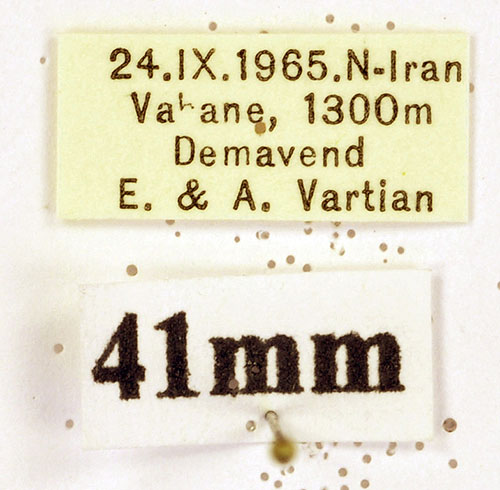 24.IX.1965.N-Iran
Vahane, 1300m
Demavend
E. & A. Vartian
41mm